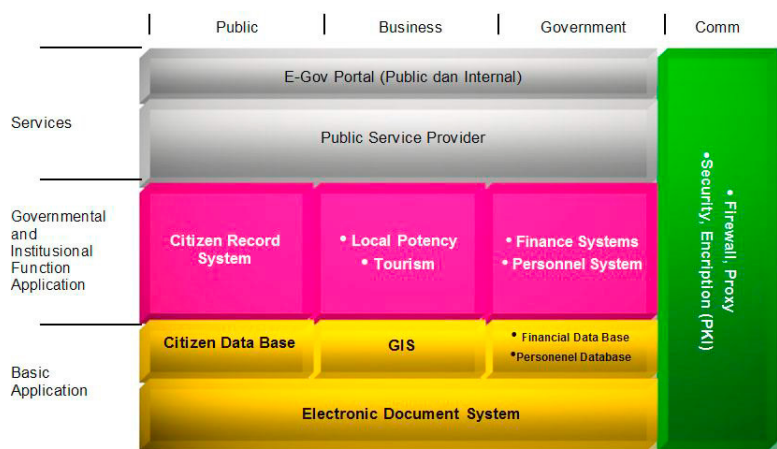 Public
Business
Government
Comm
Services
E-Gov Portal (Public dan Internal)
Public Service Provider
Governmental
and
Institutional
Function
Application
Citizen Record
System
• Local Potency
• Tourism
• Finance Systems
• Personnel System
Basic
Application
Citizen Data Base
GIS
• Financial Data Base
•Personenel Database
Electronic Document System
• Firewall, Proxy
•Security, Encription (PKI)